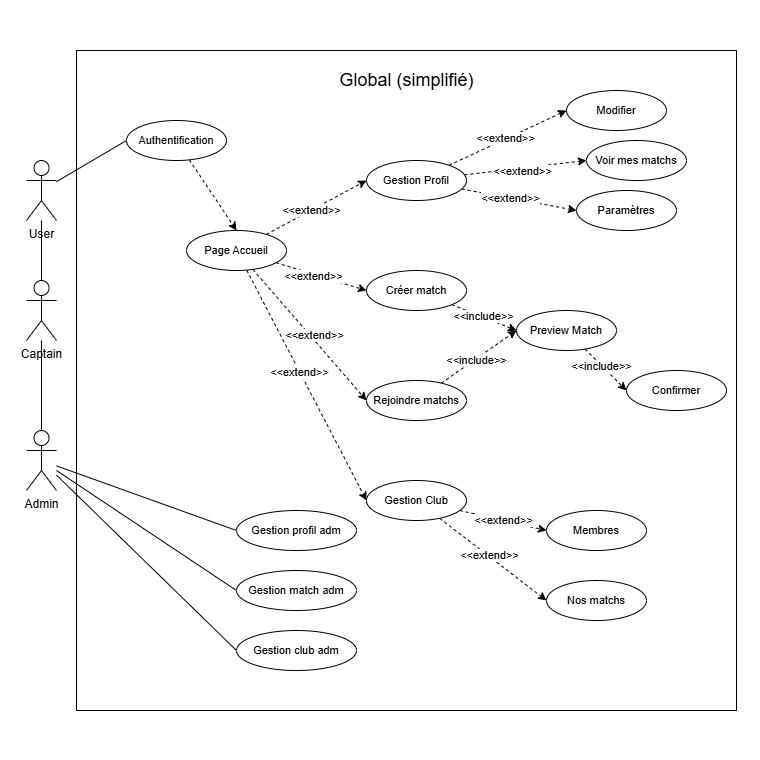 Global (simplifié)
Modifier
<<extend>>
Authentification
Voir mes matchs
<<extend>>
Gestion Profil
<<extend>>
Paramètres
<<extend>>
User
Page Accueil
<<extend>>
Créer match
<<include>>
Preview Match
<<extend>>
Captain
<<include>>
<<include>>
<<extend>>
Confirmer
Rejoindre matchs
Admin
Gestion Club
<<extend>>
Gestion profil adm
Membres
<<extend>>
Gestion match adm
Nos matchs
Gestion club adm